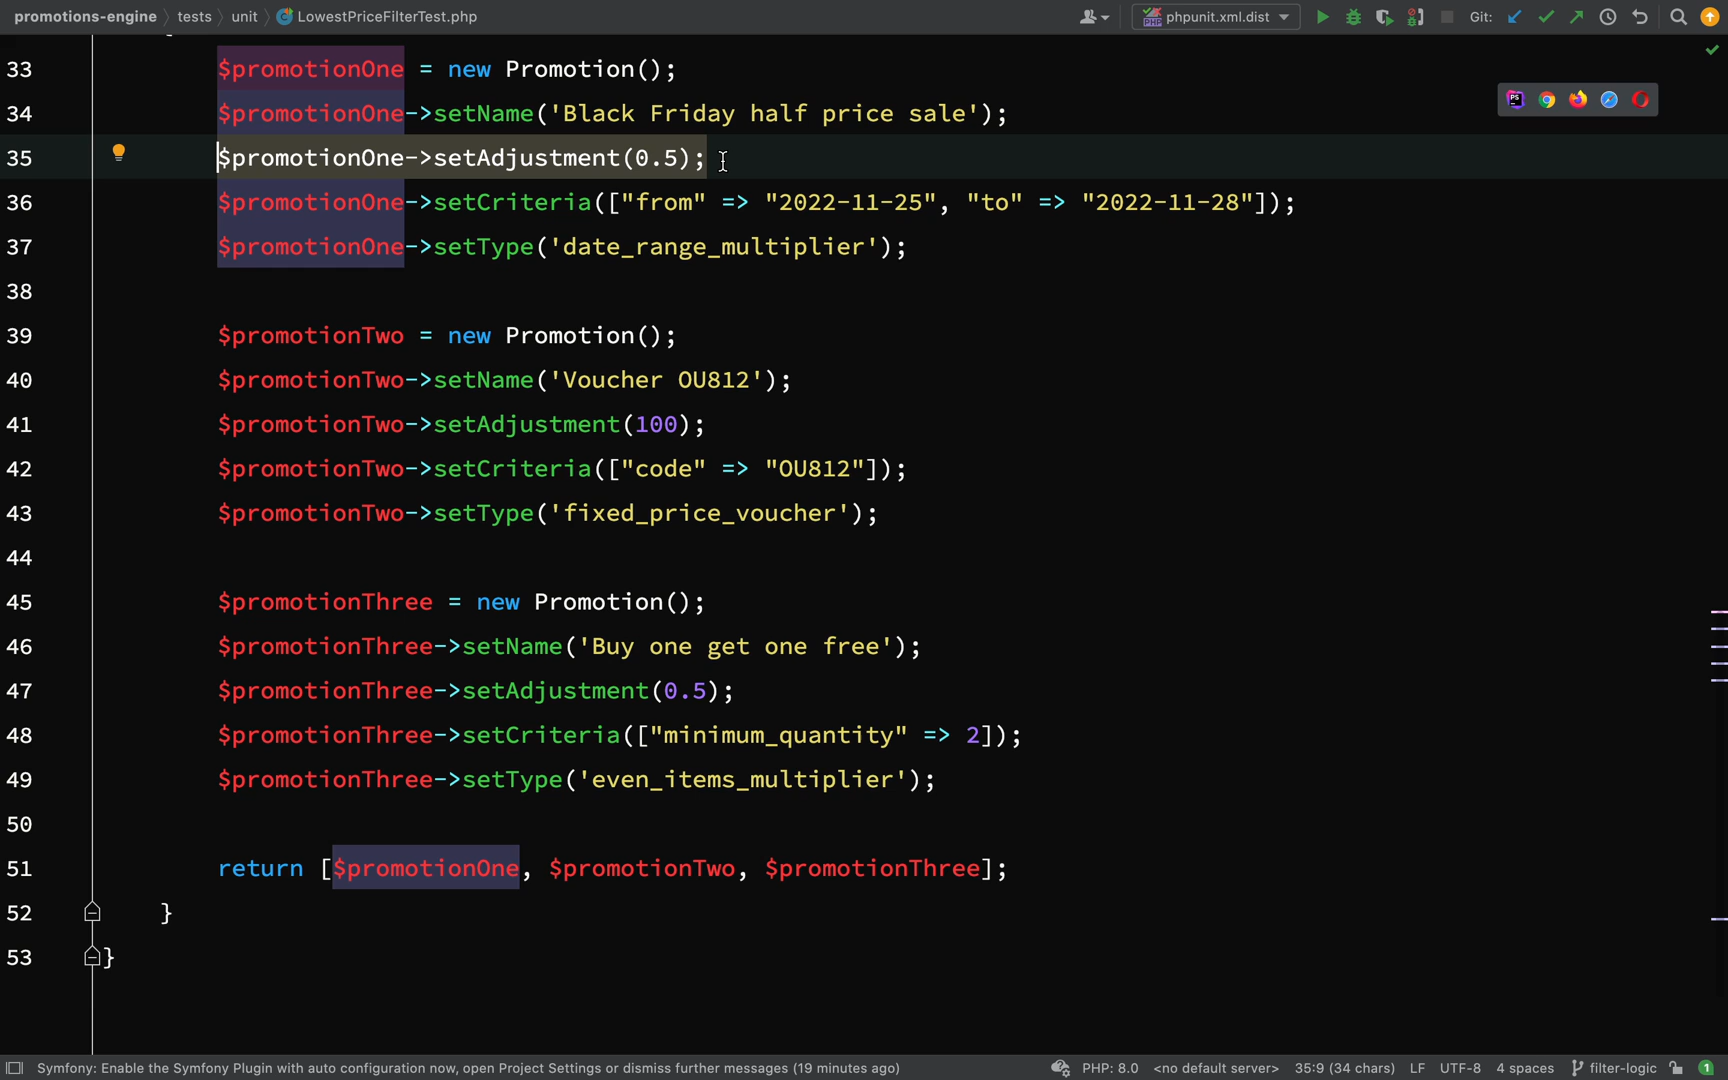 promotions-engine tests unit LowestPriceFilterTest.php phpunit.xml.dist Git:
33 $promotionOne = new Promotion();
34 $promotionOne->setName('Black Friday half price sale');
35 $promotionOne->setAdjustment(0.5);
36 $promotionOne->setCriteria(["from" => "2022-11-25", "to" => "2022-11-28"]);
37 $promotionOne->setType('date_range_multiplier');
38
39 $promotionTwo = new Promotion();
40 $promotionTwo->setName('Voucher OU812');
41 $promotionTwo->setAdjustment(100);
42 $promotionTwo->setCriteria(["code" => "OU812"]);
43 $promotionTwo->setType('fixed_price_voucher');
44
45 $promotionThree = new Promotion();
46 $promotionThree->setName('Buy one get one free');
47 $promotionThree->setAdjustment(0.5);
48 $promotionThree->setCriteria(["minimum_quantity" => 2]);
49 $promotionThree->setType('even_items_multiplier');
50
51 return [$promotionOne, $promotionTwo, $promotionThree];
52 }
53 }
Symfony: Enable the Symfony Plugin with auto configuration now, open Project Settings or dismiss further messages (19 minutes ago) PHP: 8.0 <no default server> 35:9 (34 chars) LF UTF-8 4 spaces filter-logic 1